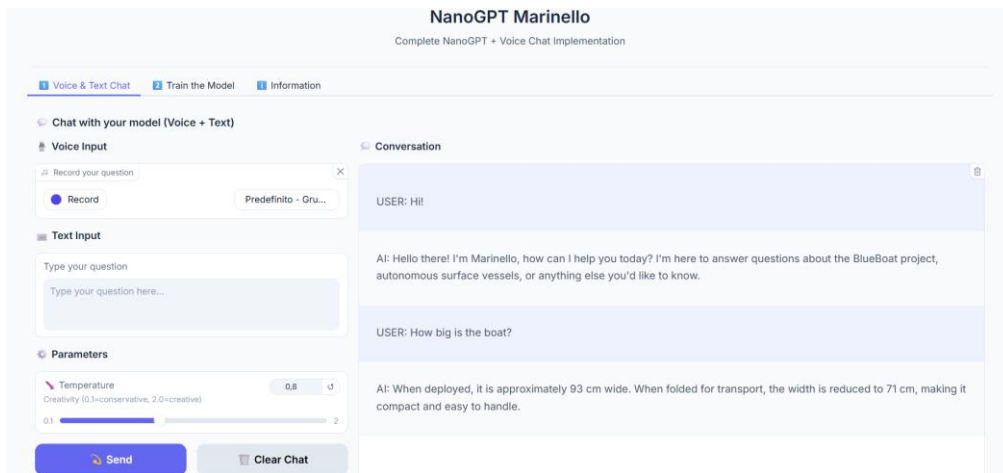 NanoGPT Marinello
Complete NanoGPT + Voice Chat Implementation
1 Voice & Text Chat
2 Train the Model
i Information
Chat with your model (Voice + Text)
Voice Input
Record your question
Record
Predefinito - Gru...
Text Input
Type your question
Type your question here...
Parameters
Temperature
0,8
Creativity (0.1=conservative, 2.0=creative)
0.1
2
Send
Clear Chat
Conversation
USER: Hi!
AI: Hello there! I'm Marinello, how can I help you today? I'm here to answer questions about the BlueBoat project,
autonomous surface vessels, or anything else you'd like to know.
USER: How big is the boat?
AI: When deployed, it is approximately 93 cm wide. When folded for transport, the width is reduced to 71 cm, making it
compact and easy to handle.